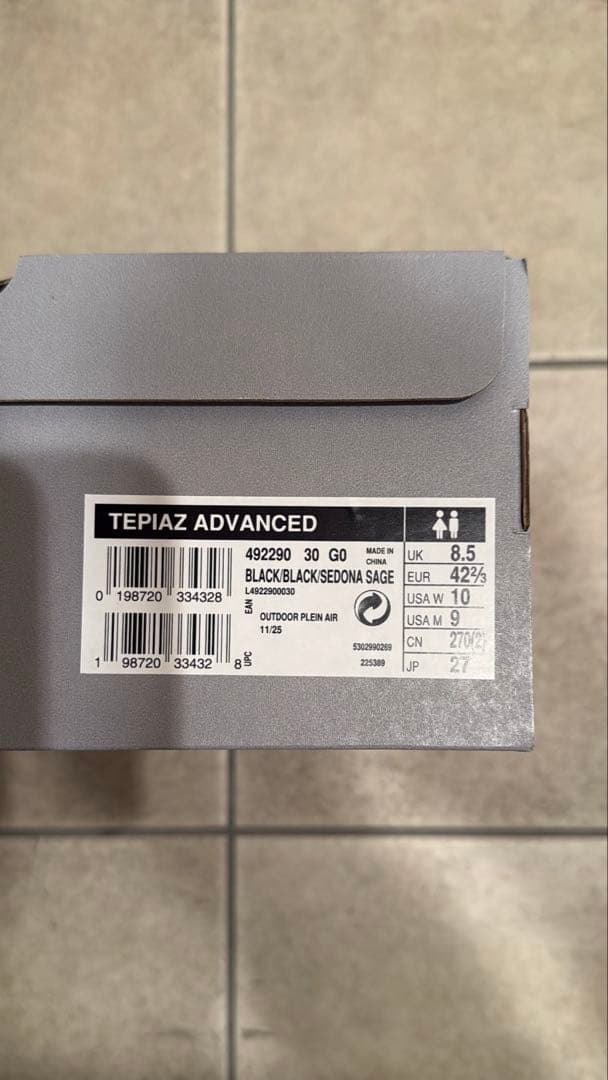 TEPIAZ ADVANCED
492290 30 G0
MADE IN
CHINA
BLACK/BLACK/SEDONA SAGE
L4922900030
0 198720 334328
EAN
OUTDOOR PLEIN AIR
11/25
5302990269
225389
1 98720 33432 8
UPC
UK 8.5
EUR 42⅔
USA W 10
USA M 9
CN 270(2)
JP 27